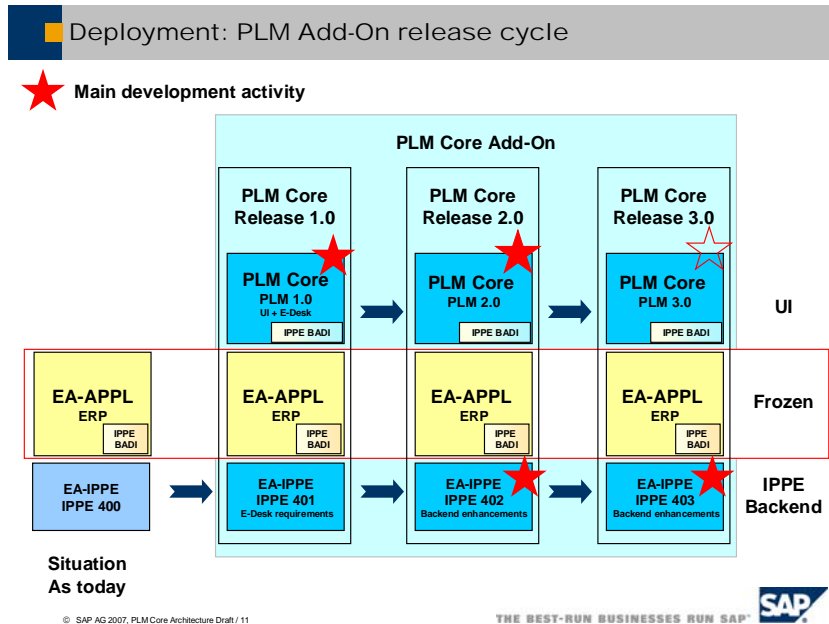 Deployment: PLM Add-On release cycle
Main development activity
PLM Core Add-On
PLM Core
Release 1.0
PLM Core
Release 2.0
PLM Core
Release 3.0
PLM Core
PLM 1.0
UI + E-Desk
IPPE BADI
PLM Core
PLM 2.0
IPPE BADI
PLM Core
PLM 3.0
IPPE BADI
UI
EA-APPL
ERP
IPPE
BADI
EA-APPL
ERP
IPPE
BADI
EA-APPL
ERP
IPPE
BADI
EA-APPL
ERP
IPPE
BADI
Frozen
EA-IPPE
IPPE 400
EA-IPPE
IPPE 401
E-Desk requirements
EA-IPPE
IPPE 402
Backend enhancements
EA-IPPE
IPPE 403
Backend enhancements
IPPE
Backend
Situation
As today
© SAP AG 2007, PLM Core Architecture Draft / 11
THE BEST-RUN BUSINESSES RUN SAP™
SAP